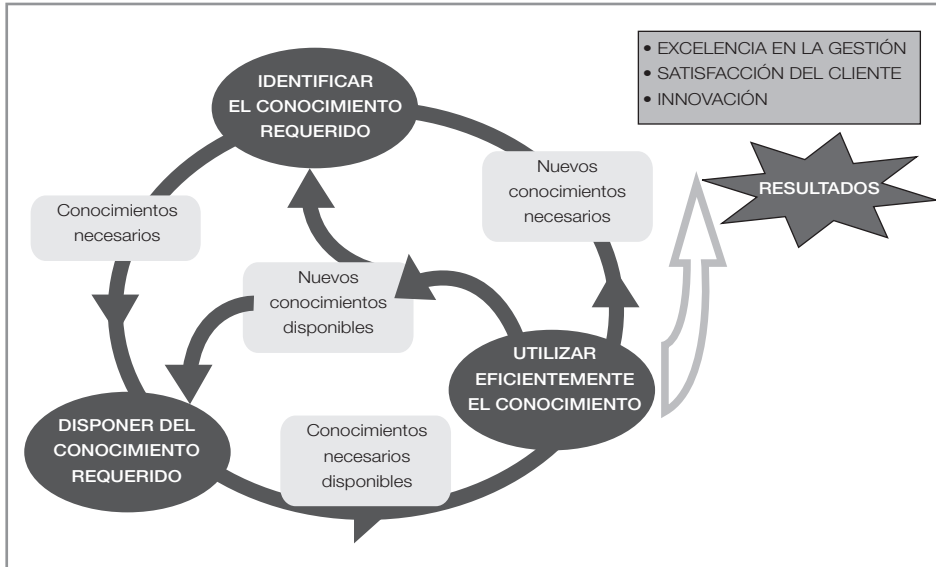 IDENTIFICAR
EL CONOCIMIENTO
REQUERIDO
• EXCELENCIA EN LA GESTIÓN
• SATISFACCIÓN DEL CLIENTE
• INNOVACIÓN
RESULTADOS
Nuevos
conocimientos
necesarios
Conocimientos
necesarios
Nuevos
conocimientos
disponibles
UTILIZAR
EFICIENTEMENTE
EL CONOCIMIENTO
DISPONER DEL
CONOCIMIENTO
REQUERIDO
Conocimientos
necesarios
disponibles